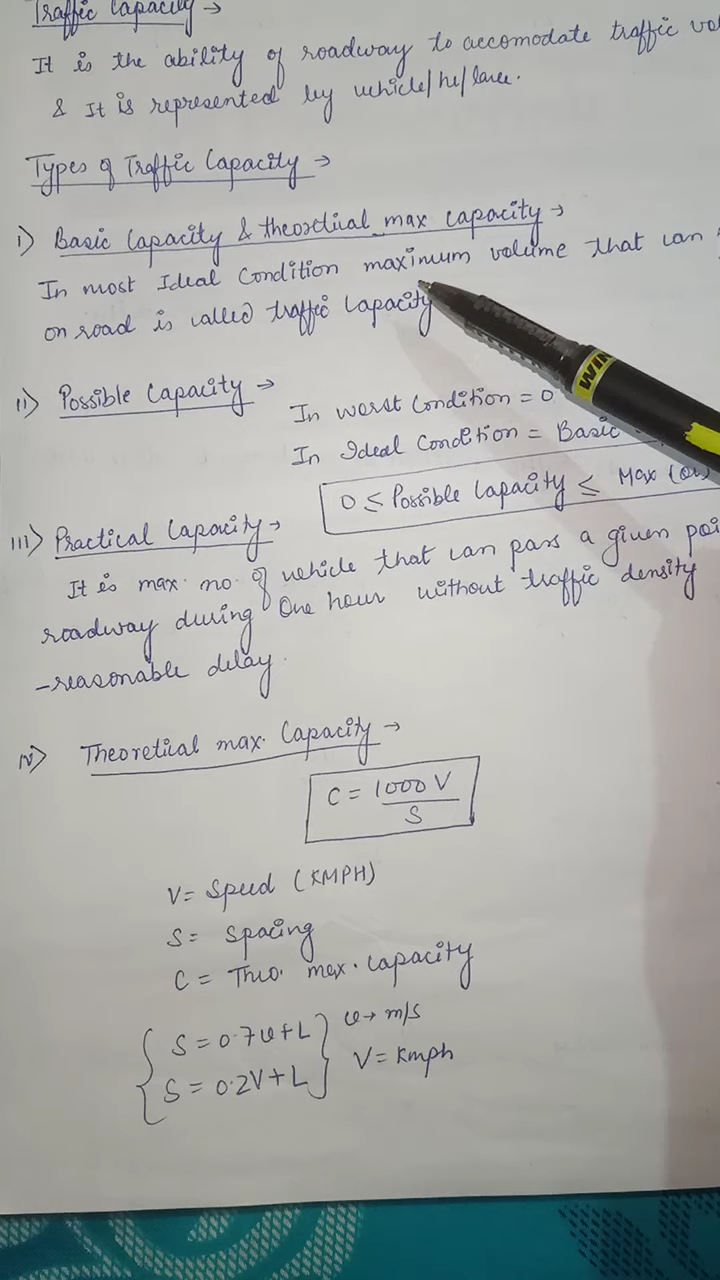 Traffic Capacity →
It is the ability of roadway to accomodate traffic
& It is represented by vehicle/hr/lane.
Types of Traffic Capacity →
i) Basic Capacity & theoretical max capacity →
In most Ideal Condition maximum volume that can
on road is called traffic Capacity
WIN
ii) Possible Capacity →
In worst Condition = 0
In Ideal Condition = Basic
0 ≤ Possible Capacity ≤ Max
iii) Practical Capacity →
It is max. no. of vehicle that can pass a given
roadway during One hour without traffic density
-reasonable delay.
iv) Theoretical max. Capacity →
C = 1000 V
S
V = Speed (KMPH)
S = Spacing
C = Theo. max. capacity
S = 0.7v + L v → m/s
S = 0.2V + L V = Kmph